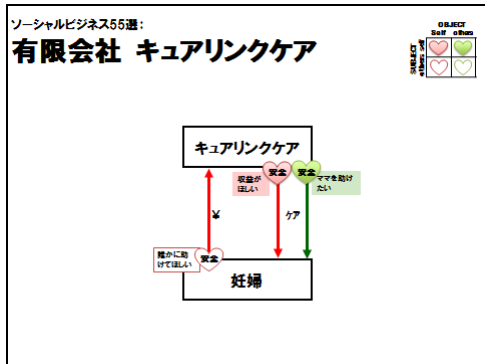 ソーシャルビジネス55選:
有限会社 キュアリンクケア
OBJECT
Self others
SUBJECT
others self
キュアリンクケア
収益が
ほしい
安全
安全
ママを助け
たい
¥
ケア
誰かに助
けてほしい
安全
妊婦